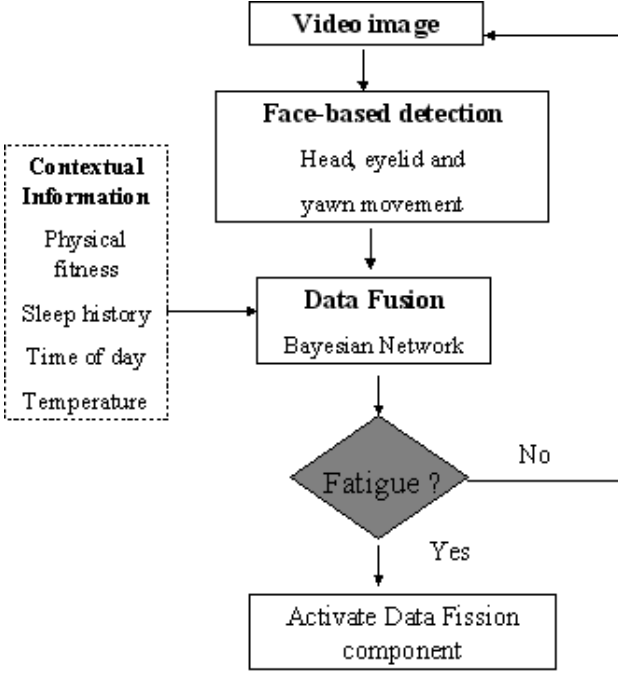 Video image
Face-based detection
Head, eyelid and
yawn movement
Contextual
Information
Physical
fitness
Sleep history
Time of day
Temperature
Data Fusion
Bayesian Network
Fatigue ?
No
Yes
Activate Data Fission
component